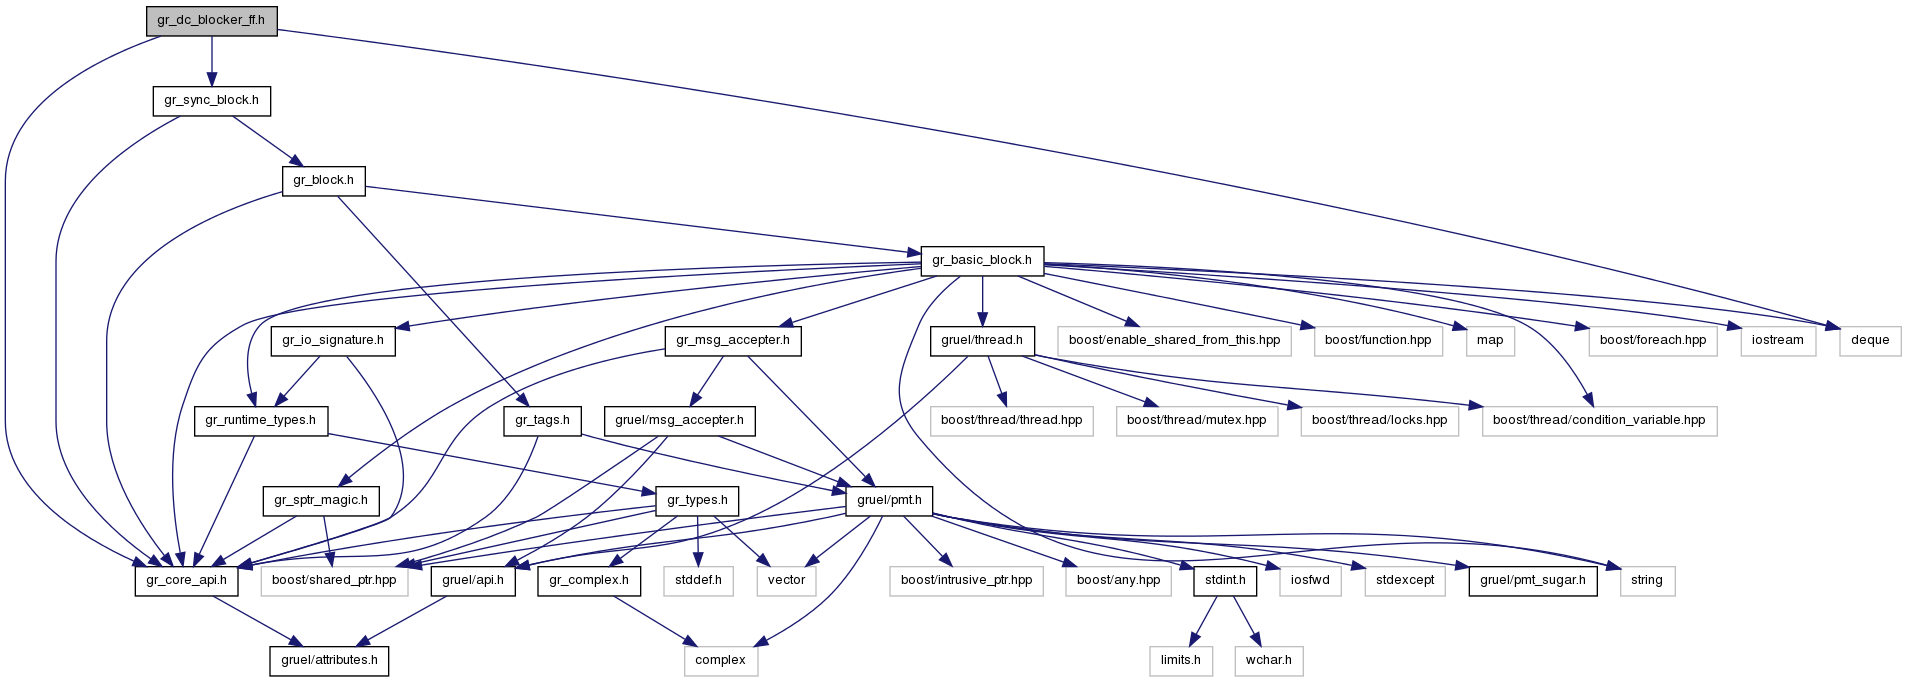 gr_dc_blocker_ff.h
gr_sync_block.h
gr_block.h
gr_basic_block.h
gr_io_signature.h
gr_msg_accepter.h
gruel/thread.h
boost/enable_shared_from_this.hpp
boost/function.hpp
map
boost/foreach.hpp
iostream
deque
gr_runtime_types.h
gr_tags.h
gruel/msg_accepter.h
boost/thread/thread.hpp
boost/thread/mutex.hpp
boost/thread/locks.hpp
boost/thread/condition_variable.hpp
gr_sptr_magic.h
gr_types.h
gruel/pmt.h
gr_core_api.h
boost/shared_ptr.hpp
gruel/api.h
gr_complex.h
stddef.h
vector
boost/intrusive_ptr.hpp
boost/any.hpp
stdint.h
iosfwd
stdexcept
gruel/pmt_sugar.h
string
gruel/attributes.h
complex
limits.h
wchar.h